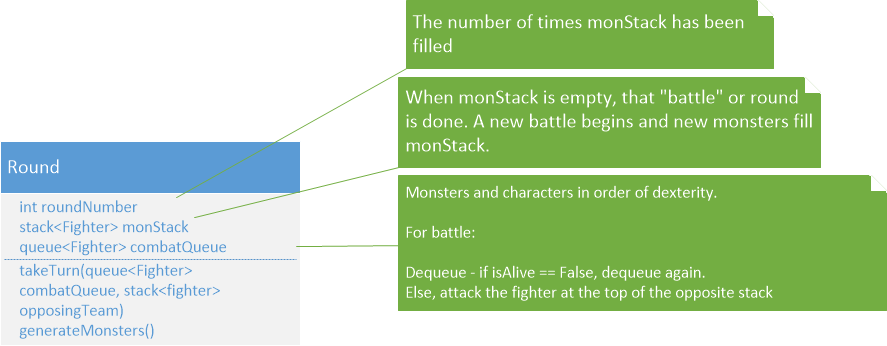 The number of times monStack has been
filled
When monStack is empty, that "battle" or round
is done. A new battle begins and new monsters fill
monStack.
Round
int roundNumber
stack<Fighter> monStack
queue<Fighter> combatQueue
takeTurn(queue<Fighter>
combatQueue, stack<fighter>
opposingTeam)
generateMonsters()
Monsters and characters in order of dexterity.
For battle:
Dequeue - if isAlive == False, dequeue again.
Else, attack the fighter at the top of the opposite stack